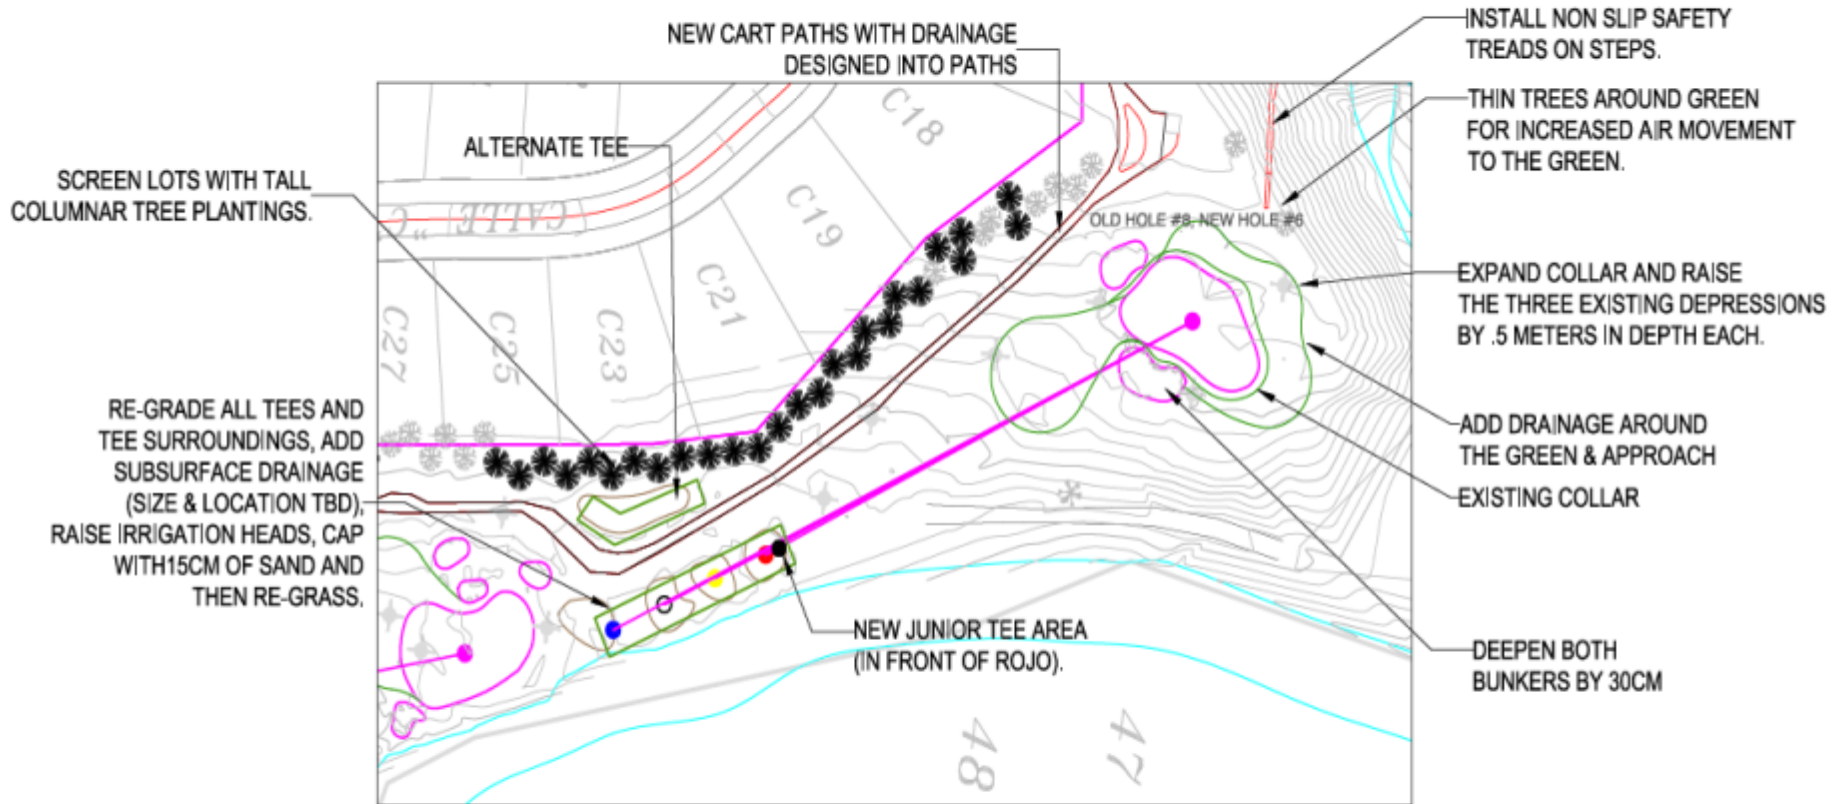 NEW CART PATHS WITH DRAINAGE
DESIGNED INTO PATHS
INSTALL NON SLIP SAFETY
TREADS ON STEPS.
THIN TREES AROUND GREEN
FOR INCREASED AIR MOVEMENT
TO THE GREEN.
ALTERNATE TEE
SCREEN LOTS WITH TALL
COLUMNAR TREE PLANTINGS.
C18
C19
C21
C23
C25
C27
CALLE "C
OLD HOLE #8, NEW HOLE #6
EXPAND COLLAR AND RAISE
THE THREE EXISTING DEPRESSIONS
BY .5 METERS IN DEPTH EACH.
RE-GRADE ALL TEES AND
TEE SURROUNDINGS, ADD
SUBSURFACE DRAINAGE
(SIZE & LOCATION TBD),
RAISE IRRIGATION HEADS, CAP
WITH15CM OF SAND AND
THEN RE-GRASS.
ADD DRAINAGE AROUND
THE GREEN & APPROACH
EXISTING COLLAR
NEW JUNIOR TEE AREA
(IN FRONT OF ROJO).
DEEPEN BOTH
BUNKERS BY 30CM
48
47